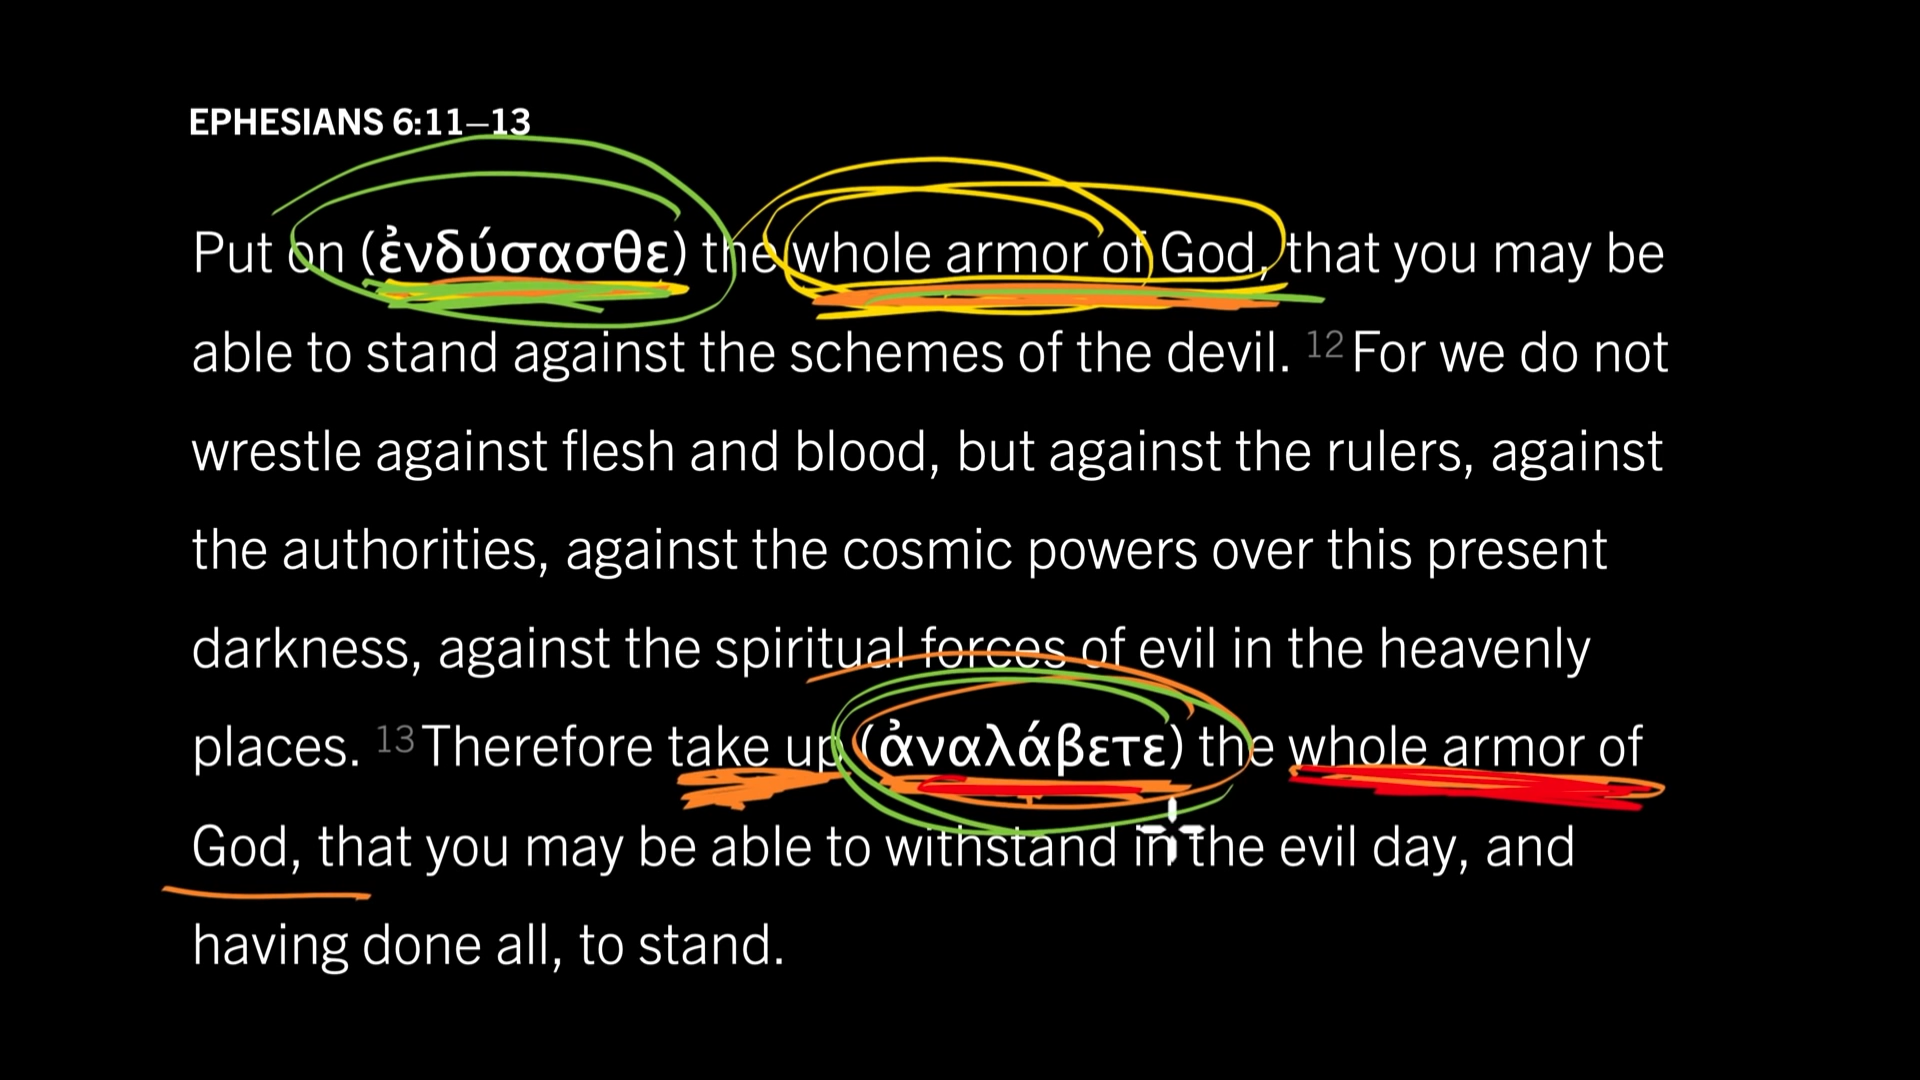 EPHESIANS 6:11–13
Put on (ἐνδύσασθε) the whole armor of God, that you may be
able to stand against the schemes of the devil. 12 For we do not
wrestle against flesh and blood, but against the rulers, against
the authorities, against the cosmic powers over this present
darkness, against the spiritual forces of evil in the heavenly
places. 13 Therefore take up (ἀναλάβετε) the whole armor of
God, that you may be able to withstand in the evil day, and
having done all, to stand.